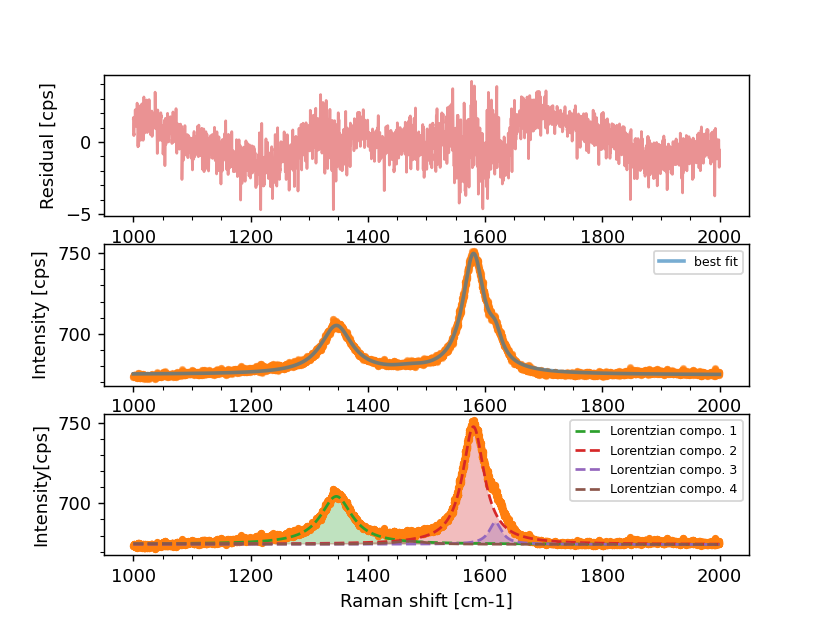 Residual [cps]
0
−5
1000 1200 1400 1600 1800 2000
Intensity [cps]
750
700
best fit
1000 1200 1400 1600 1800 2000
Intensity[cps]
750
700
Lorentzian compo. 1
Lorentzian compo. 2
Lorentzian compo. 3
Lorentzian compo. 4
1000 1200 1400 1600 1800 2000
Raman shift [cm-1]